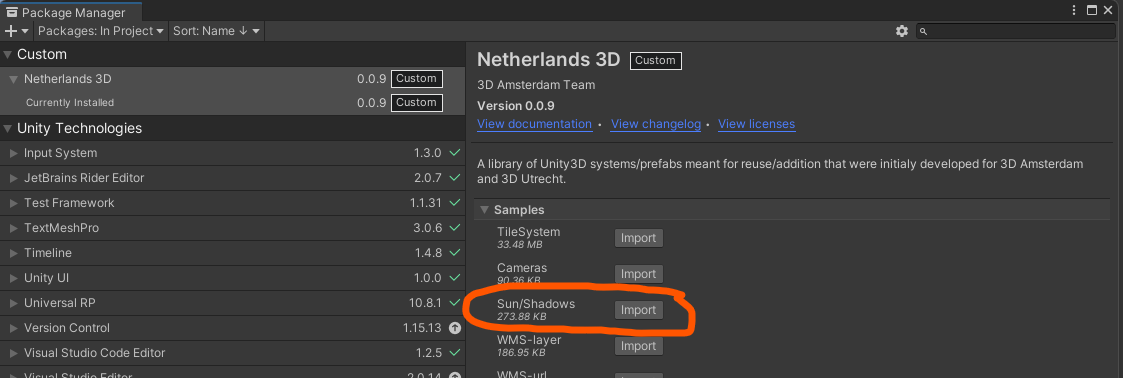 Package Manager
Packages: In Project Sort: Name ↓
Custom
Netherlands 3D 0.0.9 Custom
Currently Installed 0.0.9 Custom
Unity Technologies
Input System 1.3.0
JetBrains Rider Editor 2.0.7
Test Framework 1.1.31
TextMeshPro 3.0.6
Timeline 1.4.8
Unity UI 1.0.0
Universal RP 10.8.1
Version Control 1.15.13
Visual Studio Code Editor 1.2.5
Visual Studio Editor 2.0.14
Netherlands 3D Custom
3D Amsterdam Team
Version 0.0.9
View documentation • View changelog • View licenses
A library of Unity3D systems/prefabs meant for reuse/addition that were initialy developed for 3D Amsterdam
and 3D Utrecht.
Samples
TileSystem Import
33.48 MB
Cameras Import
90.36 KB
Sun/Shadows Import
273.88 KB
WMS-layer Import
186.95 KB
WMS-url